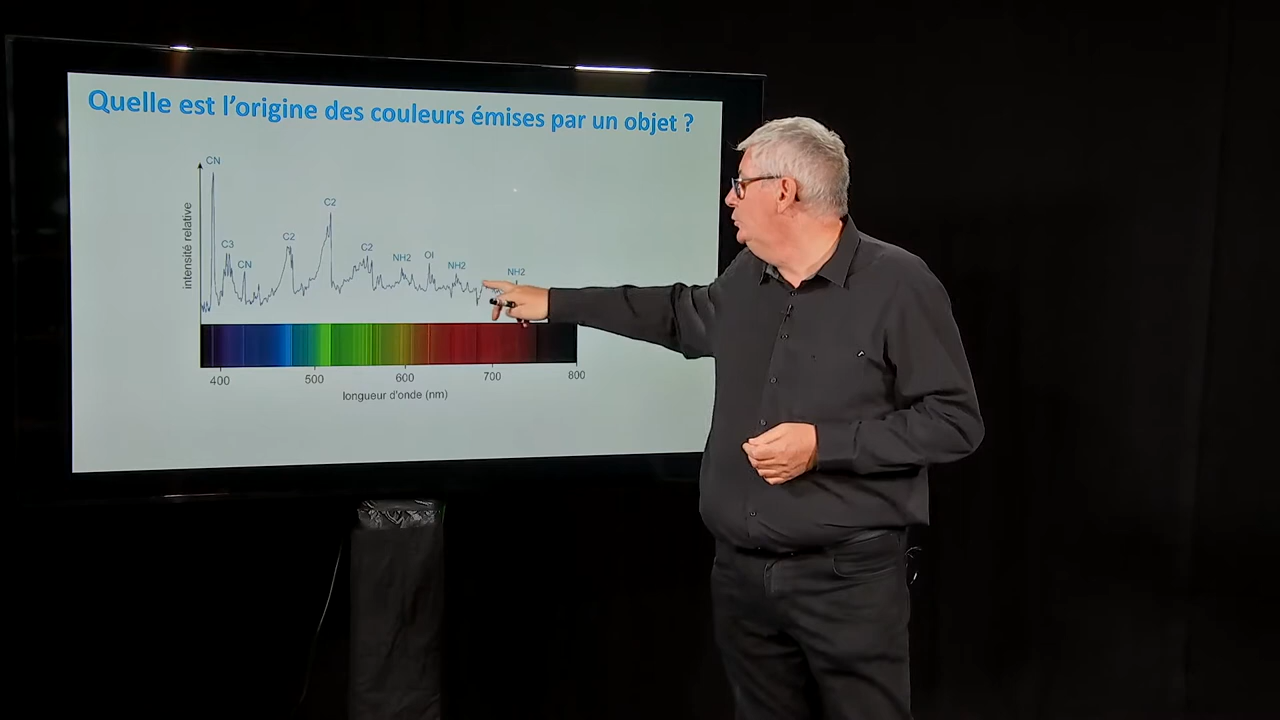 Quelle est l'origine des couleurs émises par un objet ?
CN
C2
C3
C2
CN
C2
NH2
OI
NH2
NH2
intensité relative
400
500
600
700
800
longueur d'onde (nm)